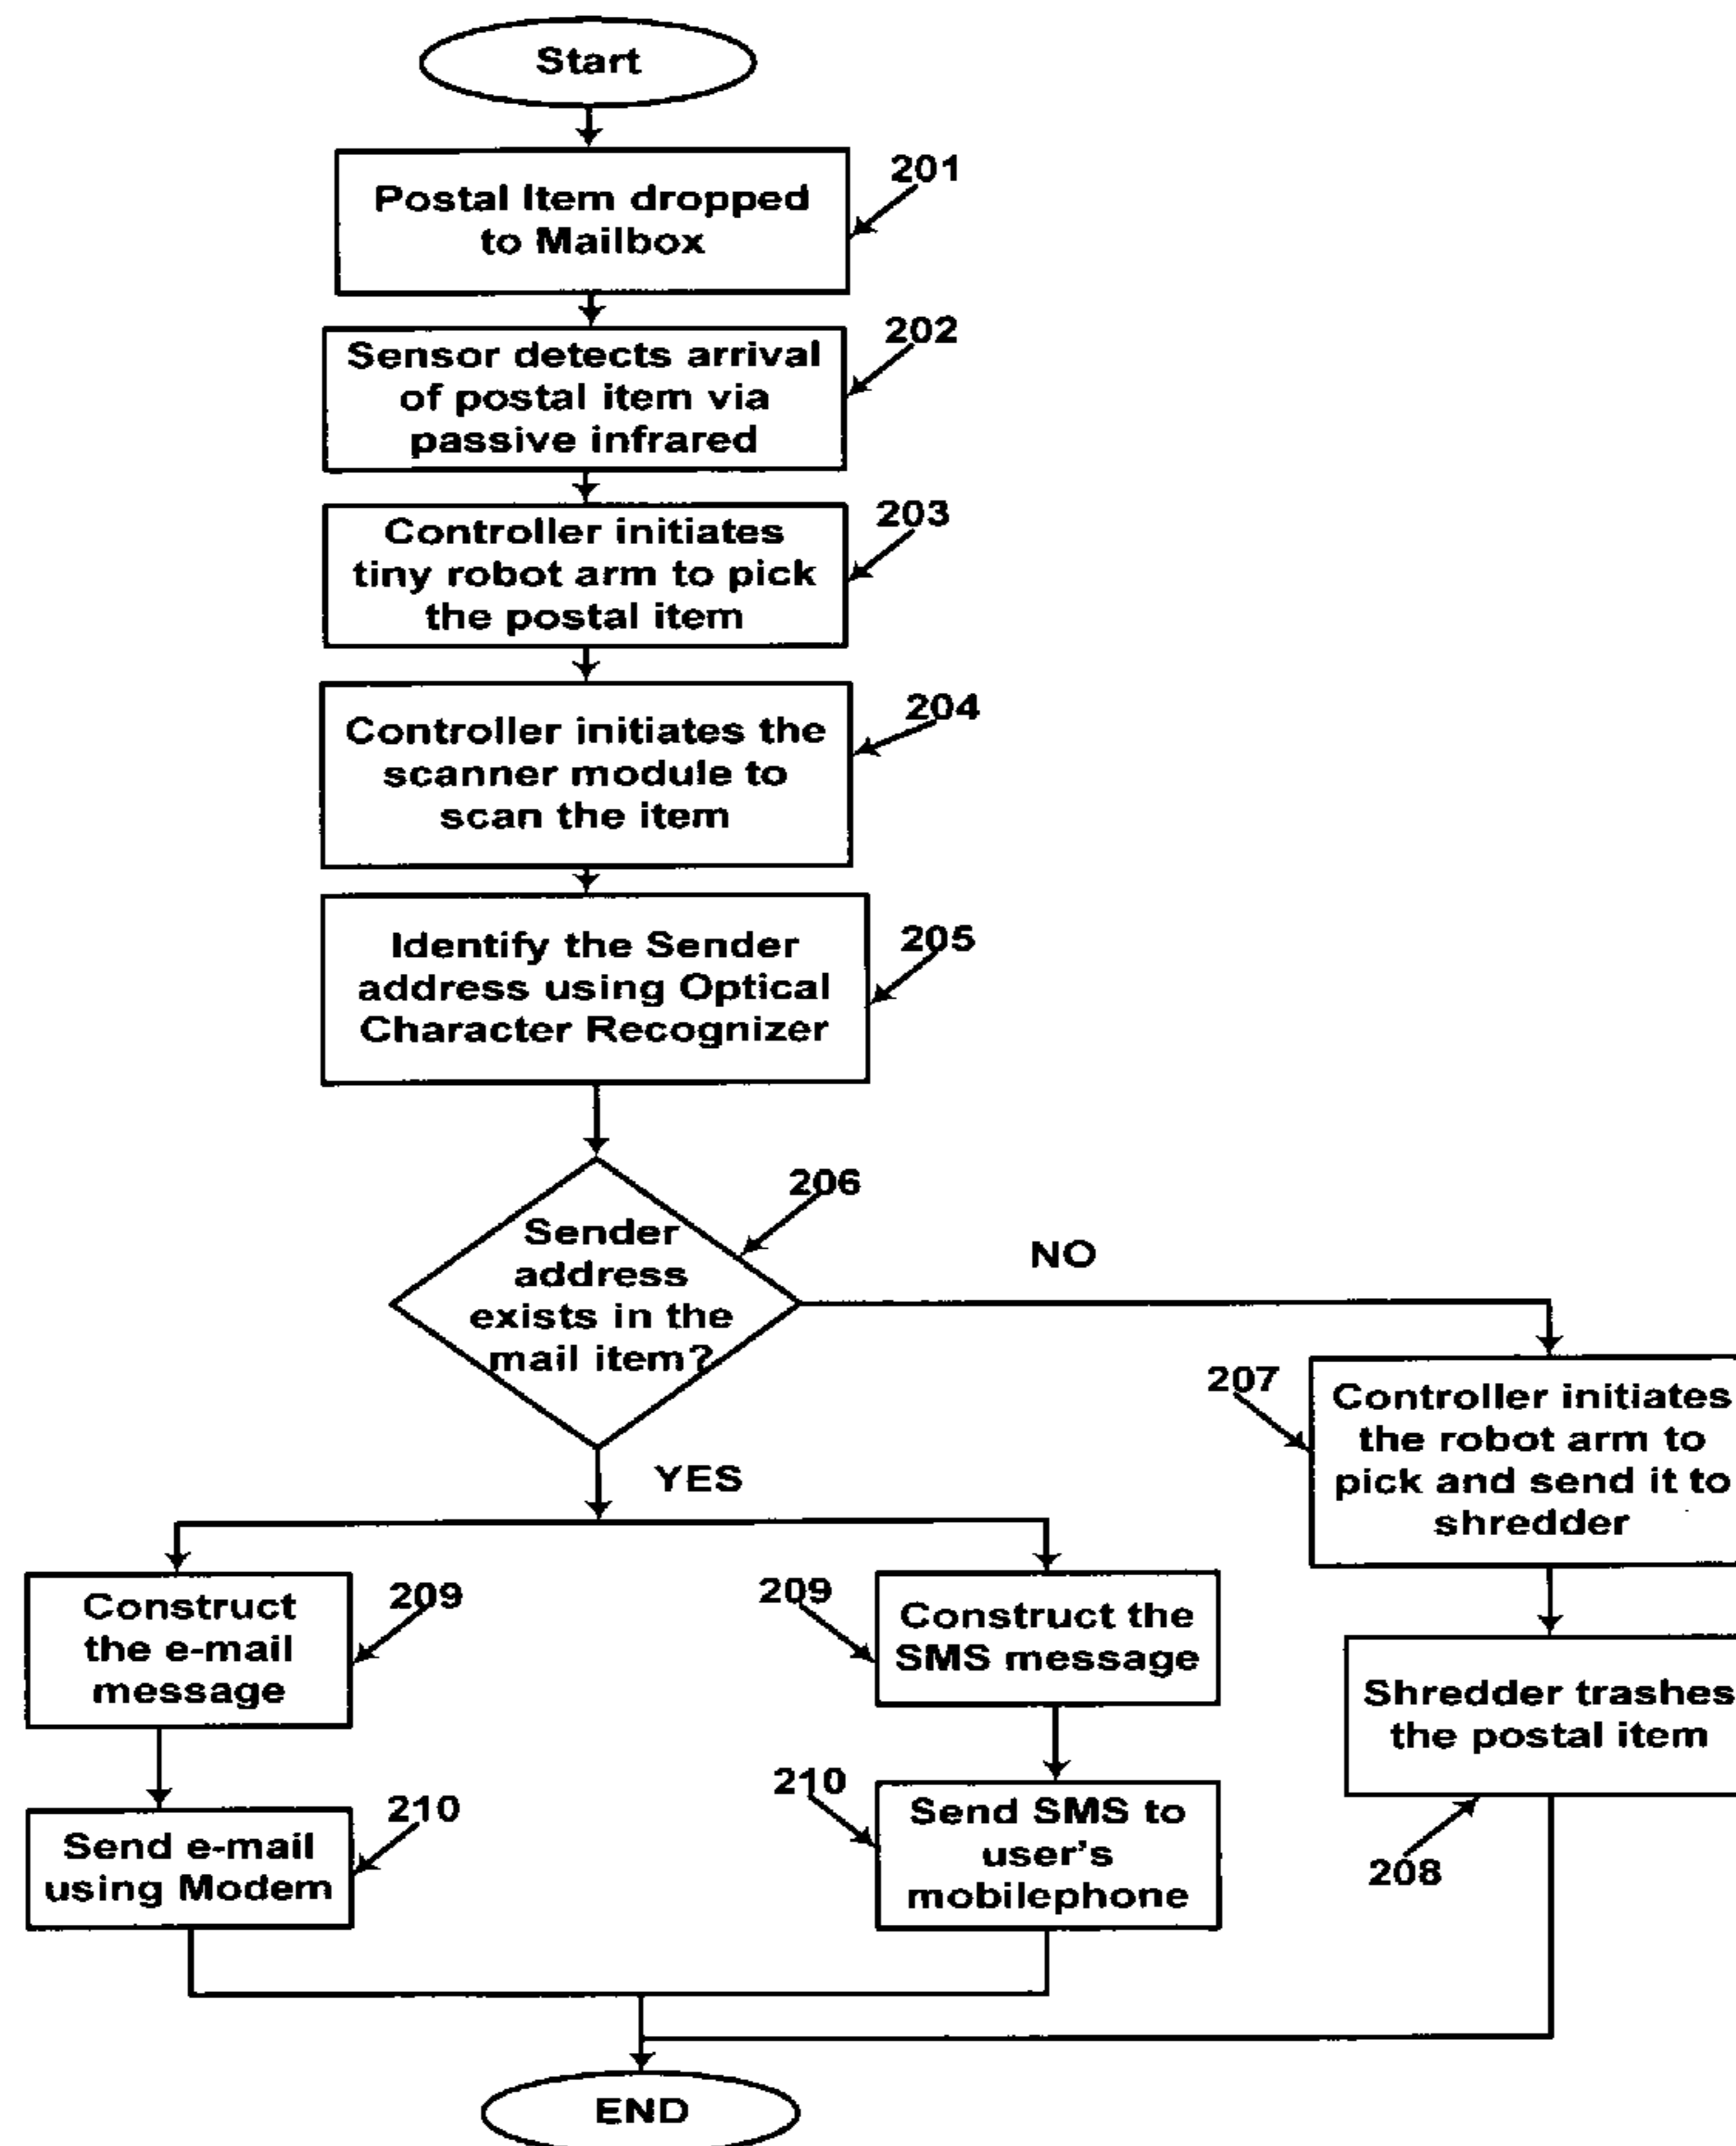 Start
201
Postal Item dropped
to Mailbox
202
Sensor detects arrival
of postal item via
passive infrared
203
Controller initiates
tiny robot arm to pick
the postal item
204
Controller initiates the
scanner module to
scan the item
205
Identify the Sender
address using Optical
Character Recognizer
206
Sender
address
exists in the
mail item?
NO
YES
207
Controller initiates
the robot arm to
pick and send it to
shredder
209
Construct
the e-mail
message
209
Construct the
SMS message
Shredder trashes
the postal item
208
210
Send e-mail
using Modem
210
Send SMS to
user's
mobilephone
END